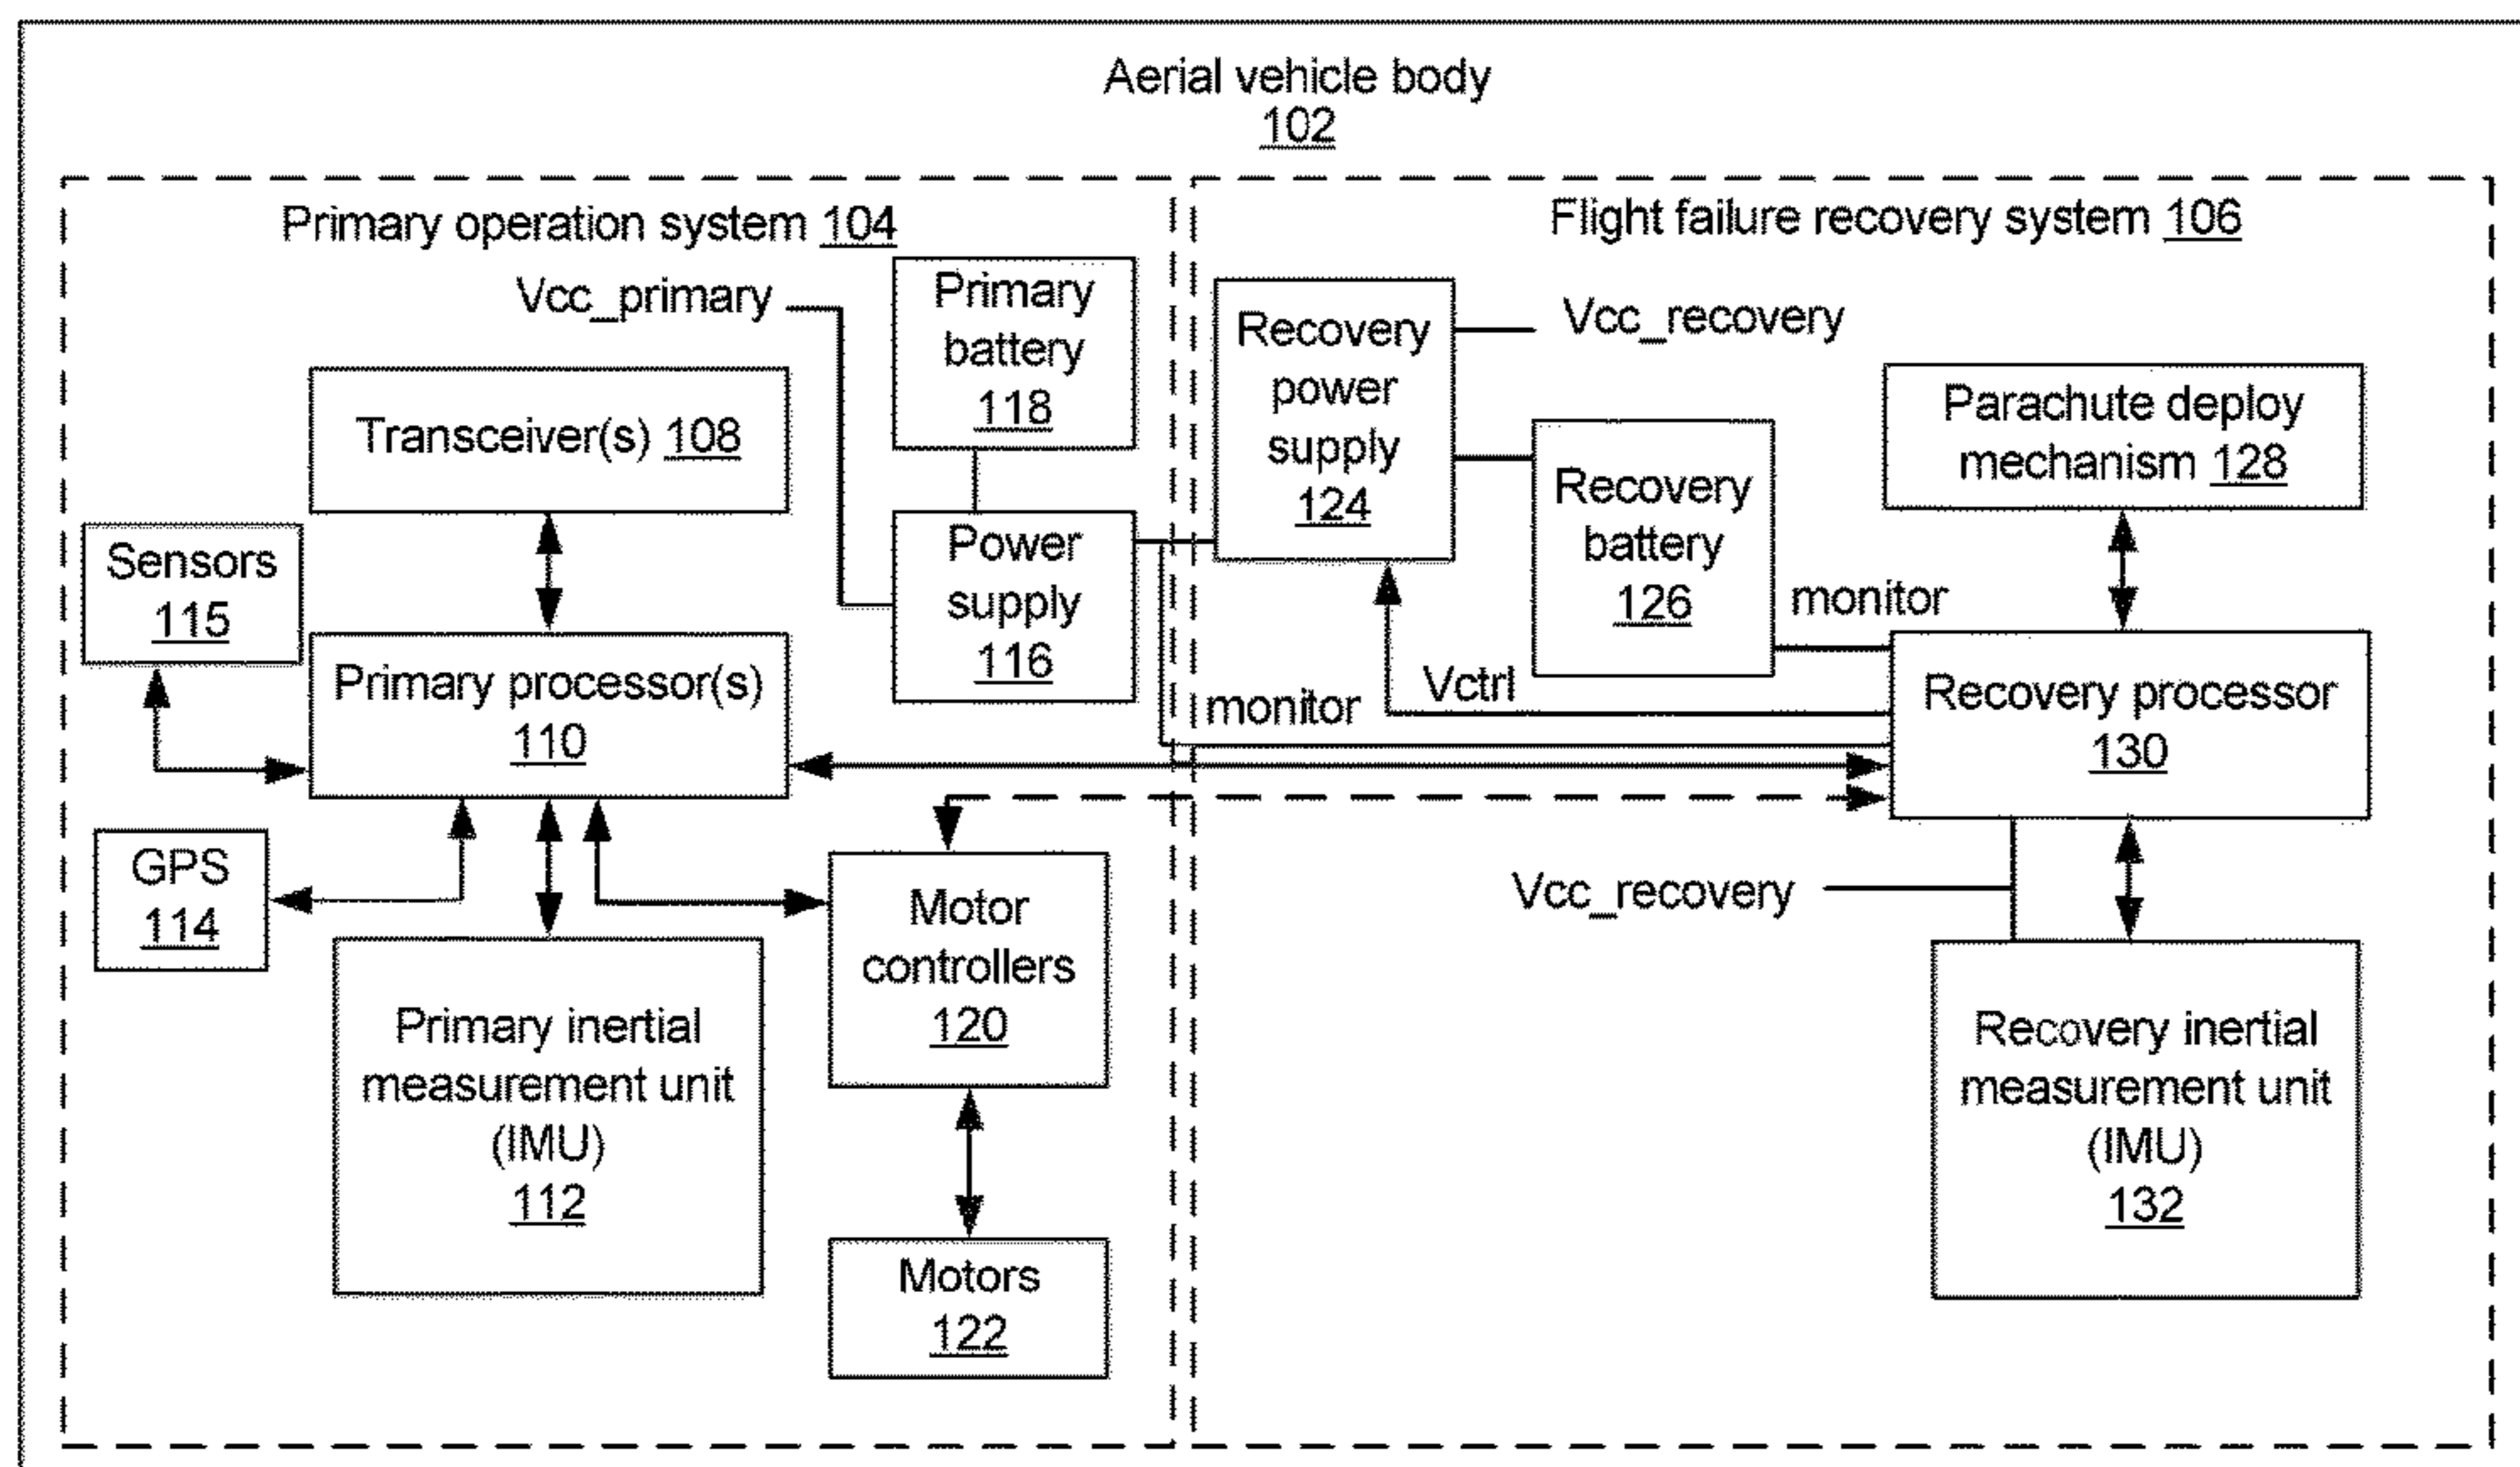 Aerial vehicle body
102
Primary operation system 104
Vcc_primary
Primary
battery
118
Transceiver(s) 108
Sensors
115
Power
supply
116
Primary processor(s)
110
GPS
114
Primary inertial
measurement unit
(IMU)
112
Motor
controllers
120
Motors
122
Flight failure recovery system 106
Recovery
power
supply
124
Vcc_recovery
Recovery
battery
126
Parachute deploy
mechanism 128
monitor
Vctrl
monitor
Recovery processor
130
Vcc_recovery
Recovery inertial
measurement unit
(IMU)
132